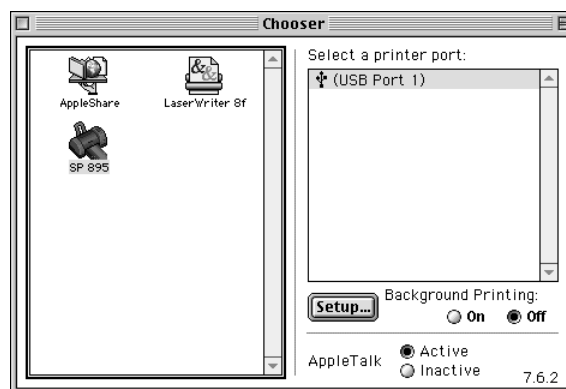 Chooser
AppleShare
LaserWriter 8f
SP 895
Select a printer port:
(USB Port 1)
Setup...
Background Printing:
On Off
AppleTalk
Active
Inactive
7.6.2